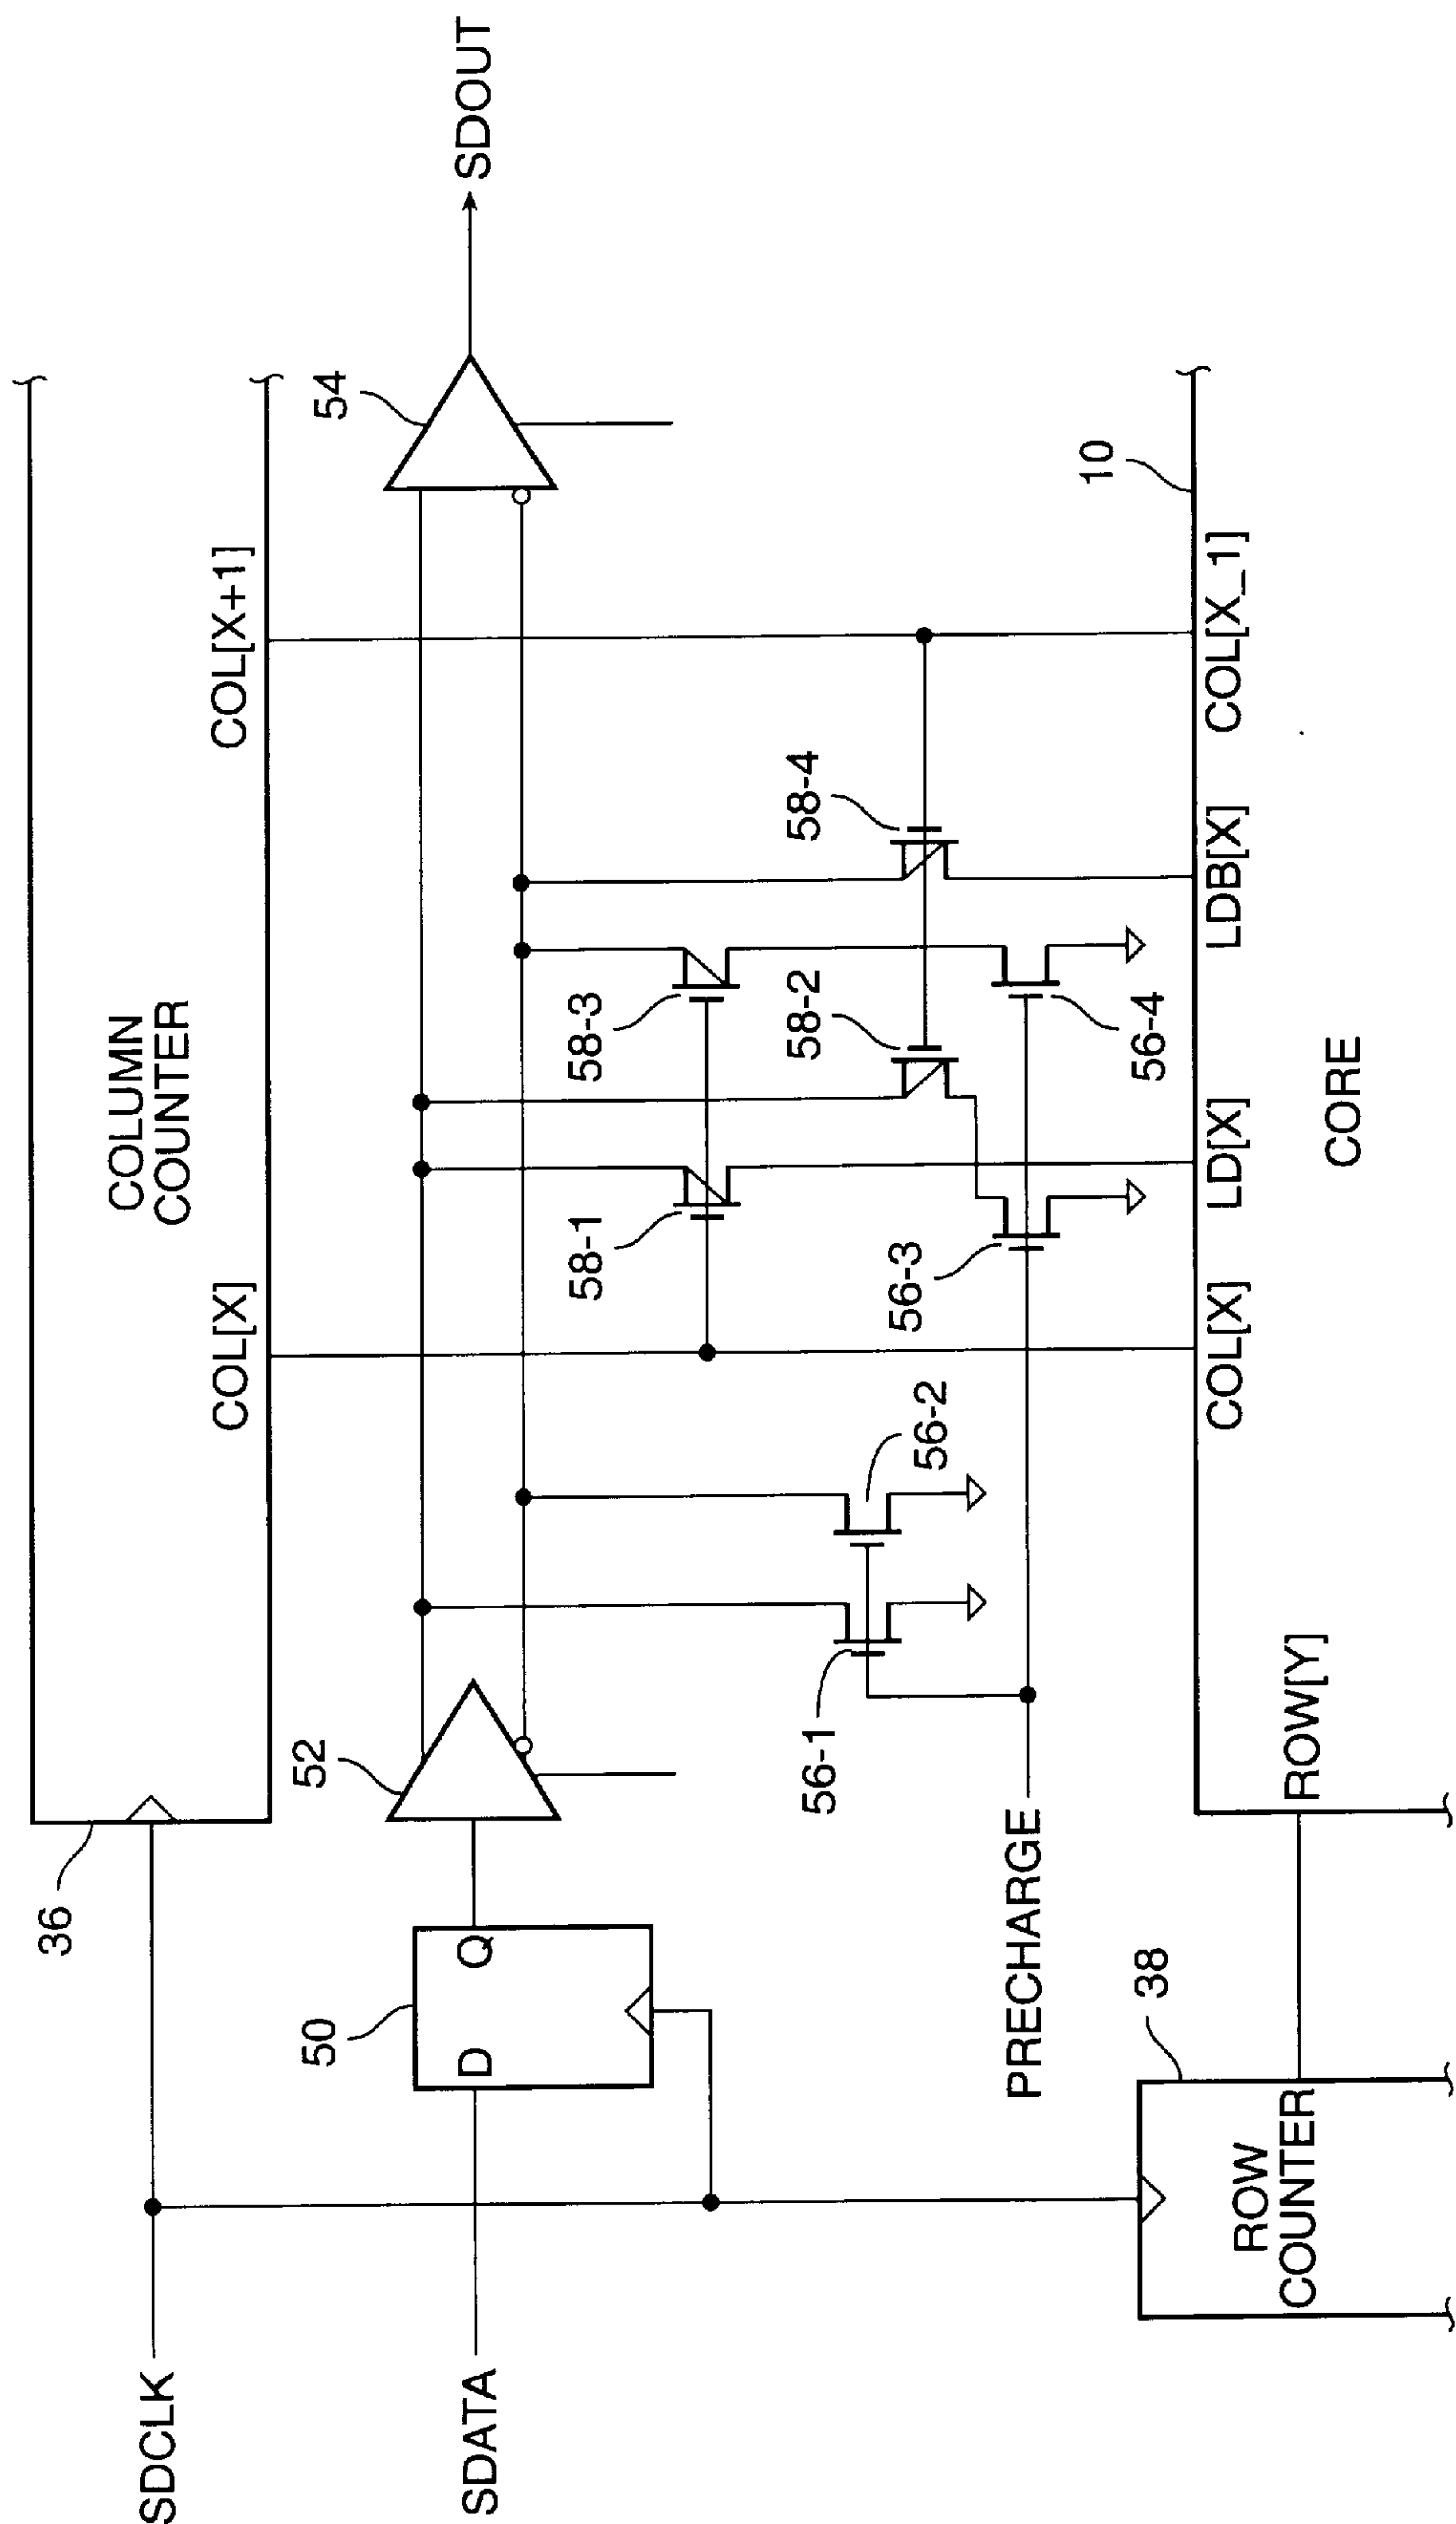 36
COLUMN
COUNTER
COL[X]
COL[X+1]
SDCLK
SDATA
50
D
Q
52
54
SDOUT
56-1
56-2
58-1
58-3
58-2
58-4
56-3
56-4
PRECHARGE
10
38
ROW
COUNTER
ROW[Y]
COL[X]
LD[X]
LDB[X]
COL[X_1]
CORE